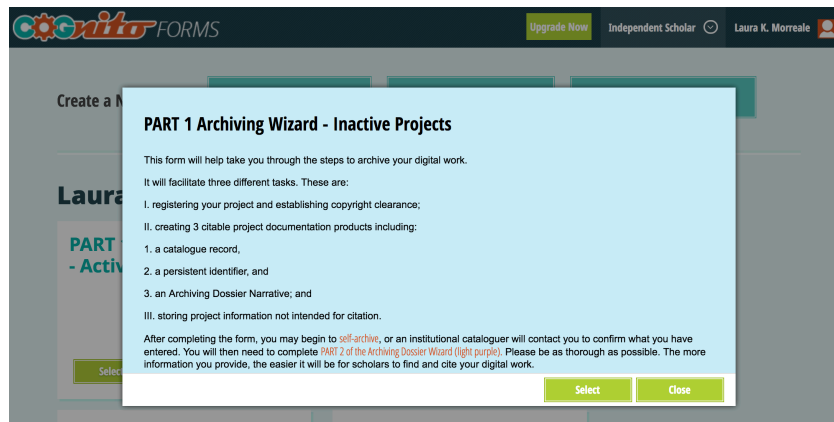 COGNITO FORMS
Upgrade Now
Independent Scholar
Laura K. Morreale
Create a N
PART 1 Archiving Wizard - Inactive Projects
This form will help take you through the steps to archive your digital work.
It will facilitate three different tasks. These are:
I. registering your project and establishing copyright clearance;
II. creating 3 citable project documentation products including:
1. a catalogue record,
2. a persistent identifier, and
3. an Archiving Dossier Narrative; and
III. storing project information not intended for citation.
After completing the form, you may begin to self-archive, or an institutional cataloguer will contact you to confirm what you have
entered. You will then need to complete PART 2 of the Archiving Dossier Wizard (light purple). Please be as thorough as possible. The more
information you provide, the easier it will be for scholars to find and cite your digital work.
Select
Close
Laura
PART
- Activ
Selec